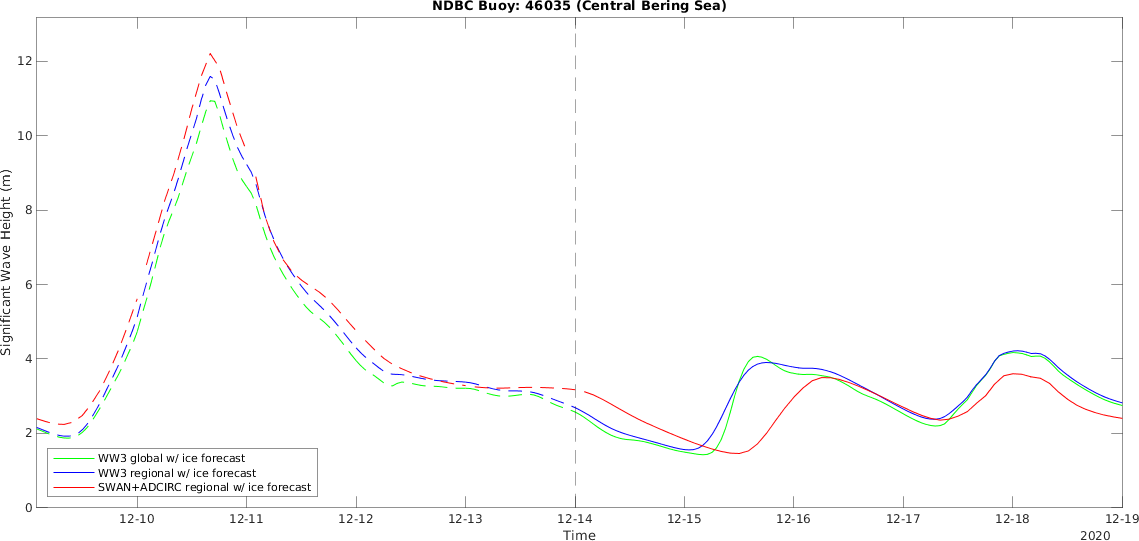 NDBC Buoy: 46035 (Central Bering Sea)
Significant Wave Height (m)
12
10
8
6
4
2
0
WW3 global w/ ice forecast
WW3 regional w/ ice forecast
SWAN+ADCIRC regional w/ ice forecast
12-10 12-11 12-12 12-13 12-14 12-15 12-16 12-17 12-18 12-19
Time
2020